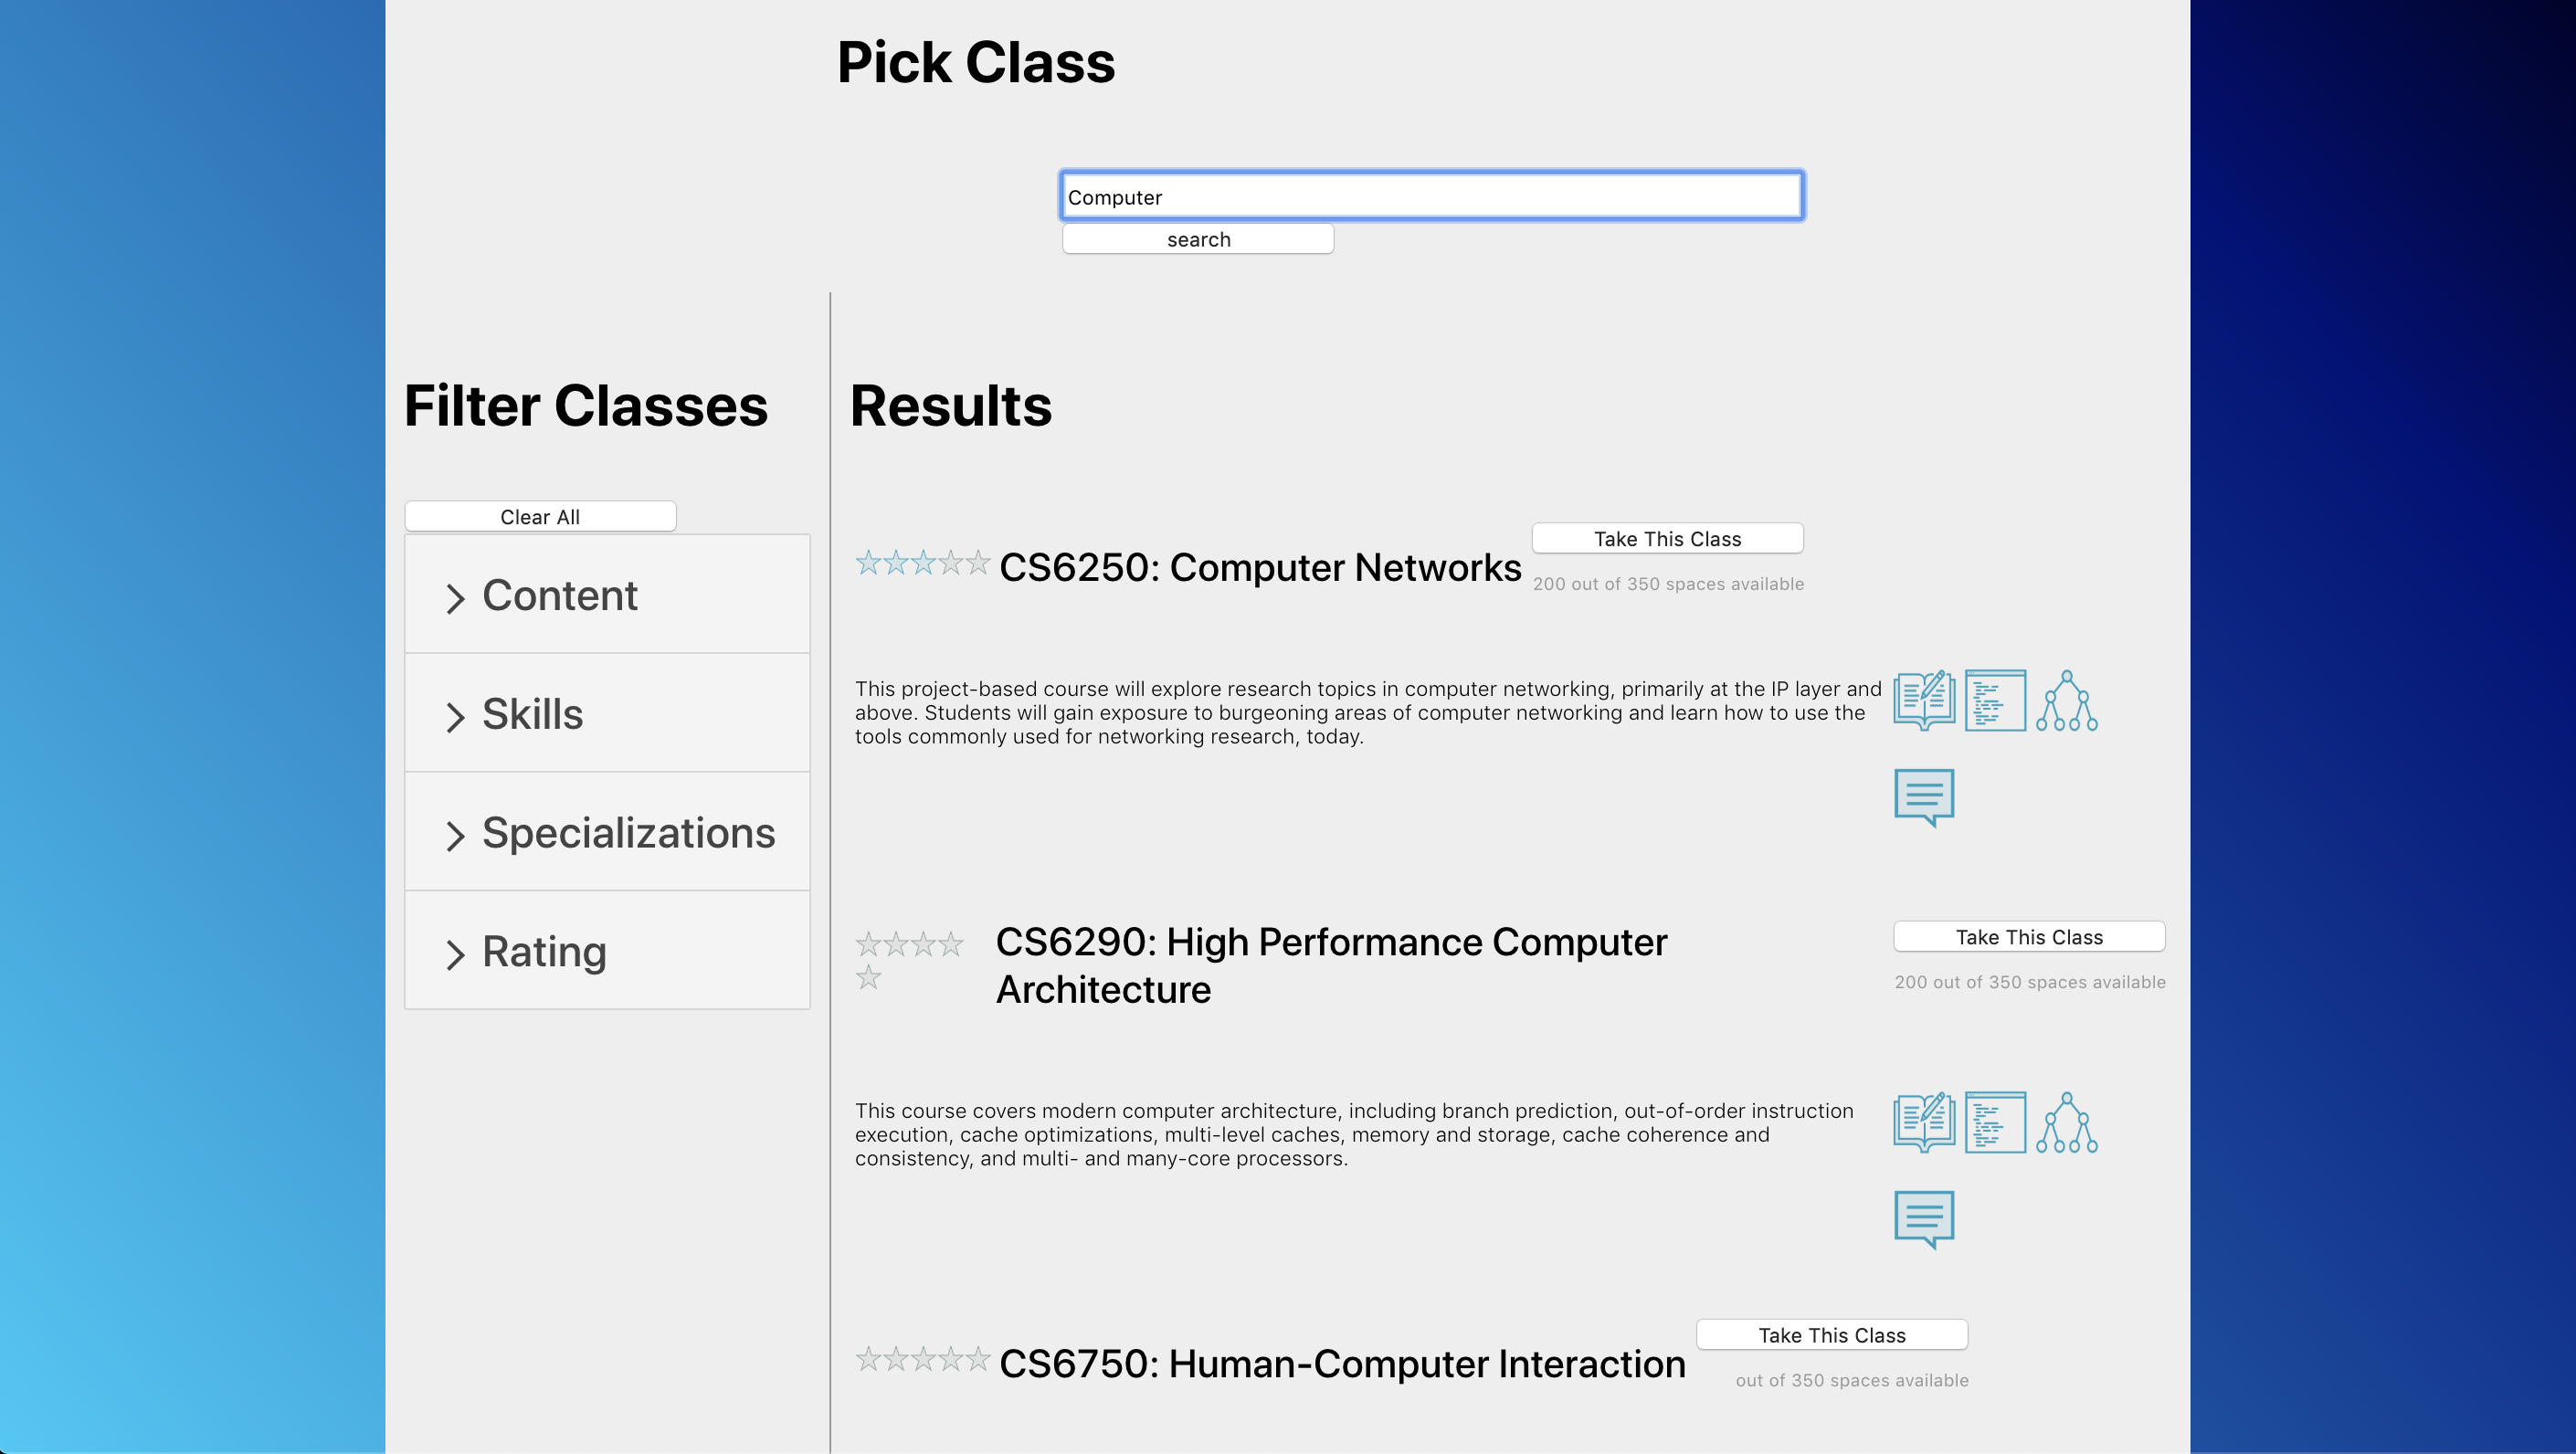 Pick Class
Computer
search
Filter Classes
Clear All
Content
Skills
Specializations
Rating
Results
CS6250: Computer Networks
Take This Class
200 out of 350 spaces available
This project-based course will explore research topics in computer networking, primarily at the IP layer and
above. Students will gain exposure to burgeoning areas of computer networking and learn how to use the
tools commonly used for networking research, today.
CS6290: High Performance Computer
Architecture
Take This Class
200 out of 350 spaces available
This course covers modern computer architecture, including branch prediction, out-of-order instruction
execution, cache optimizations, multi-level caches, memory and storage, cache coherence and
consistency, and multi- and many-core processors.
CS6750: Human-Computer Interaction
Take This Class
out of 350 spaces available